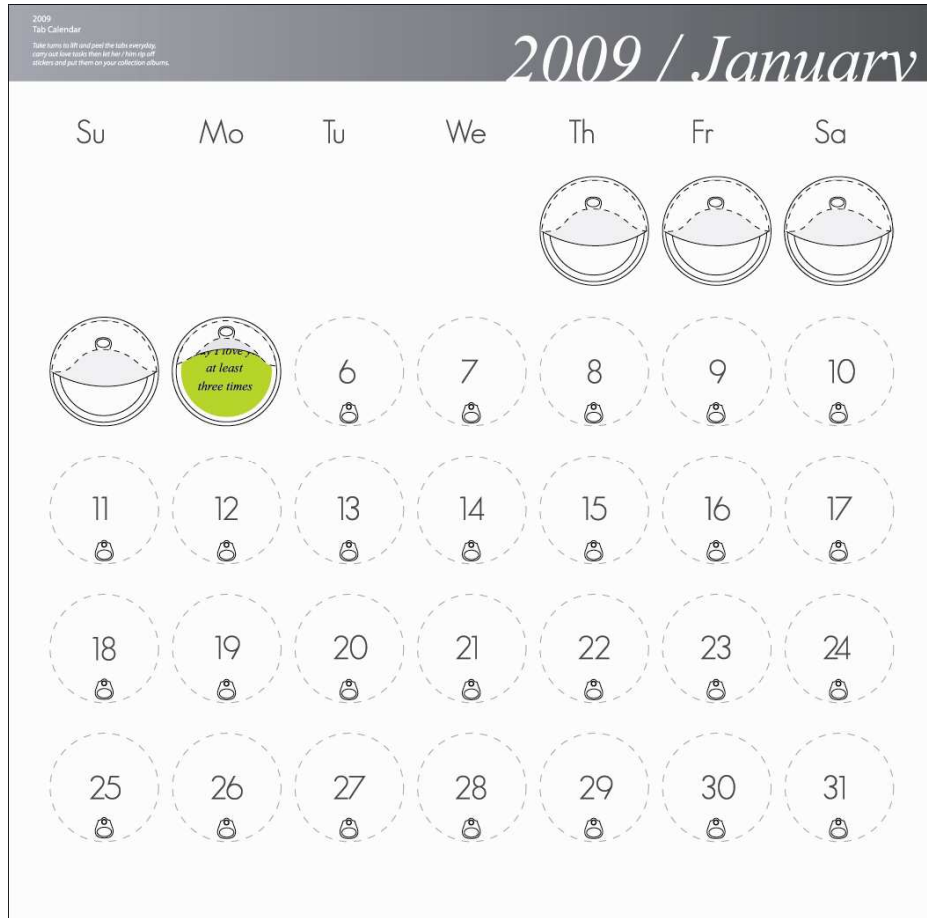 2009
Tab Calendar
Take turns to lift and peel the tabs everyday,
carry out love tasks then let her / him rip off
stickers and put them on your collection albums.
2009 / January
Su Mo Tu We Th Fr Sa
I love
at least
three times
6 7 8 9 10
11 12 13 14 15 16 17
18 19 20 21 22 23 24
25 26 27 28 29 30 31